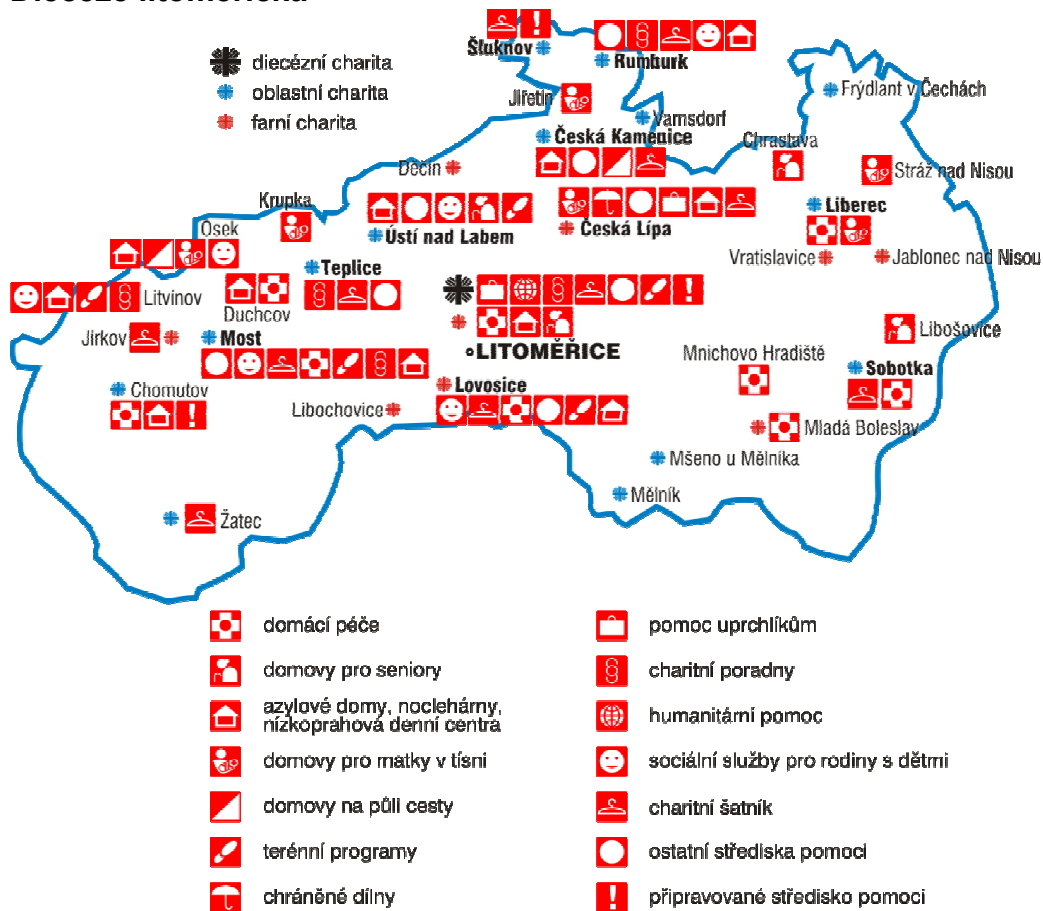 Diecéze litoměřická
diecézní charita
oblastní charita
farní charita
Šluknov
Rumburk
Jiřetín
Varnsdorf
Frýdlant v Čechách
Česká Kamenice
Chrastava
Děčín
Stráž nad Nisou
Krupka
Liberec
Osek
Ústí nad Labem
Česká Lípa
Vratislavice
Jablonec nad Nisou
Teplice
Litvínov
Duchcov
Jirkov
Most
LITOMĚŘICE
Libošovice
Mnichovo Hradiště
Sobotka
Chomutov
Lovosice
Libochovice
Mladá Boleslav
Mšeno u Mělníka
Mělník
Žatec
domácí péče
domovy pro seniory
azylové domy, noclehárny,
nízkoprahová denní centra
domovy pro matky v tísni
domovy na půli cesty
terénní programy
chráněné dílny
pomoc uprchlíkům
charitní poradny
humanitární pomoc
sociální služby pro rodiny s dětmi
charitní šatník
ostatní střediska pomoci
připravované středisko pomoci